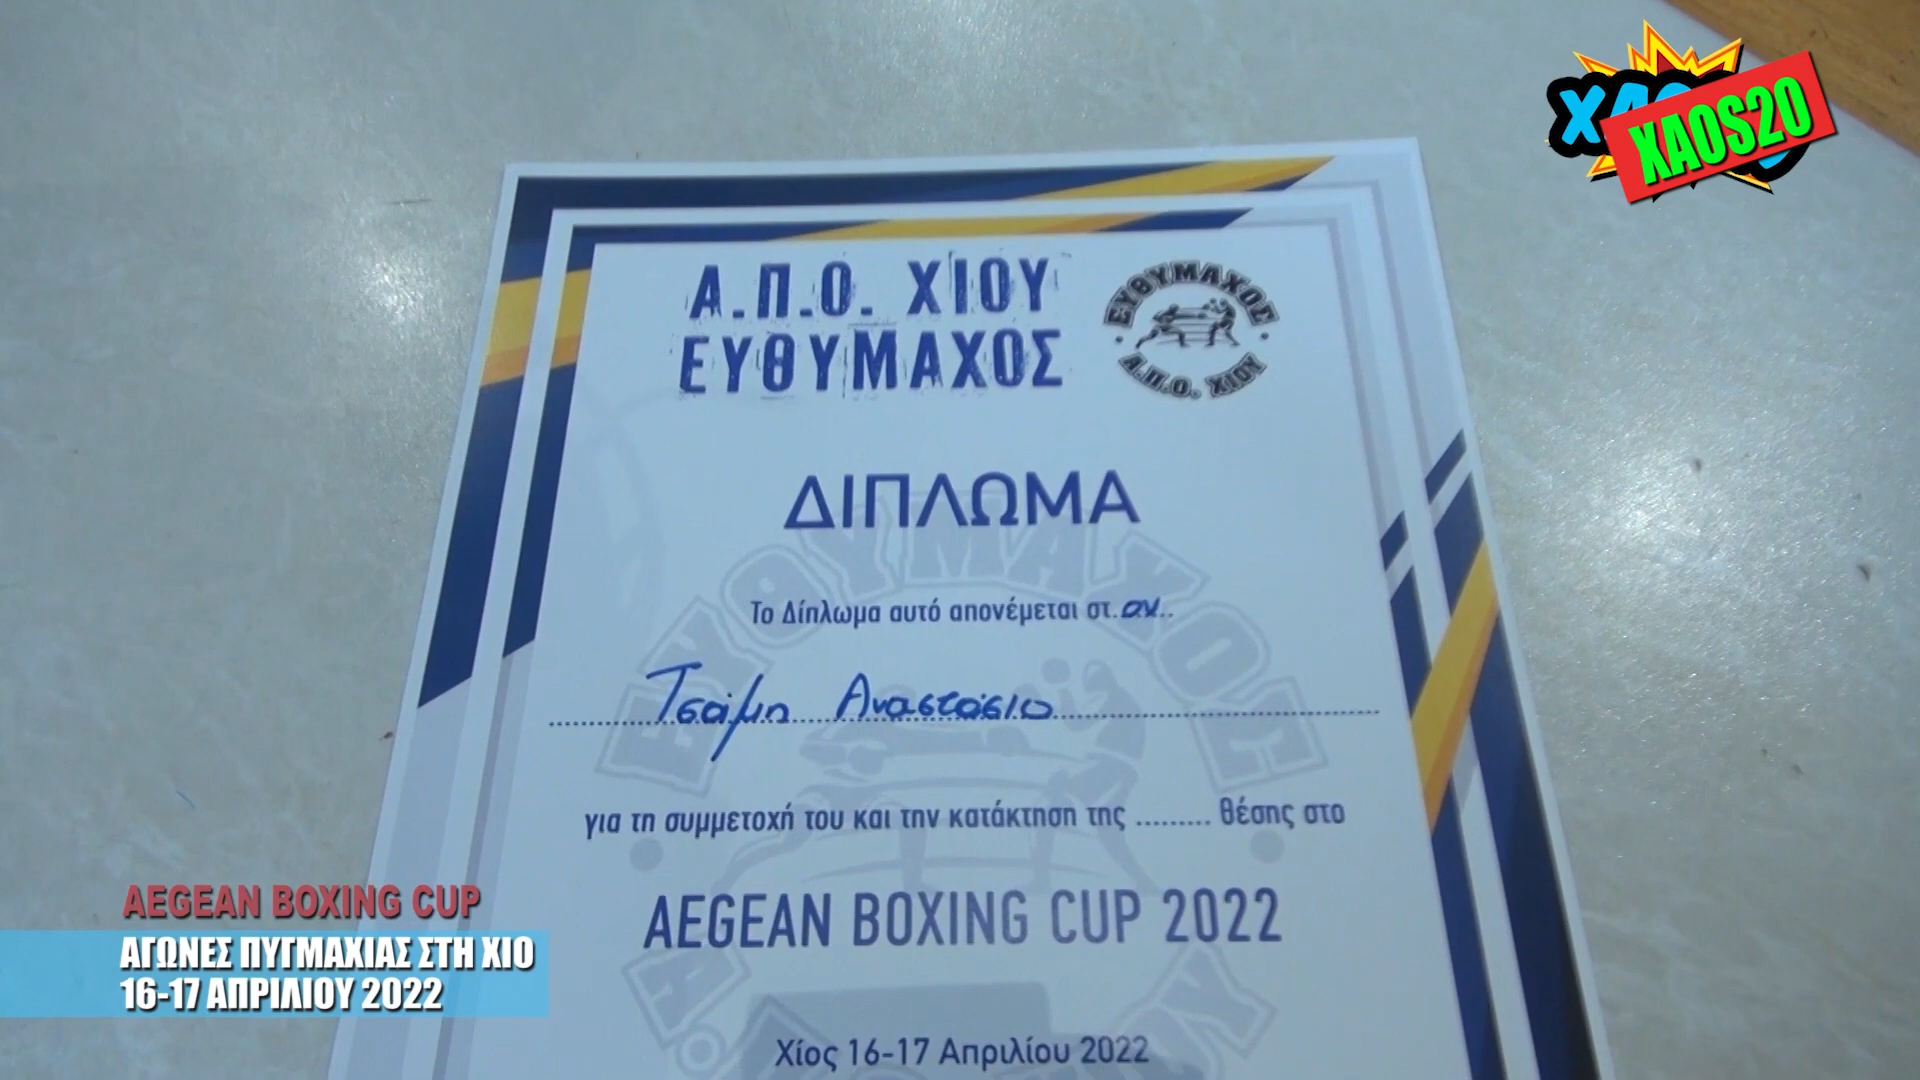 XAOS20
Α.Π.Ο. ΧΙΟΥ
ΕΥΘΥΜΑΧΟΣ
ΕΥΘΥΜΑΧΟΣ
Α.Π.Ο. ΧΙΟΥ
ΔΙΠΛΩΜΑ
Το Δίπλωμα αυτό απονέμεται στ.ον..
Τσάμη Αναστάσιο
για τη συμμετοχή του και την κατάκτηση της ......... θέσης στο
AEGEAN BOXING CUP 2022
Χίος 16-17 Απριλίου 2022
AEGEAN BOXING CUP
ΑΓΩΝΕΣ ΠΥΓΜΑΧΙΑΣ ΣΤΗ ΧΙΟ
16-17 ΑΠΡΙΛΙΟΥ 2022